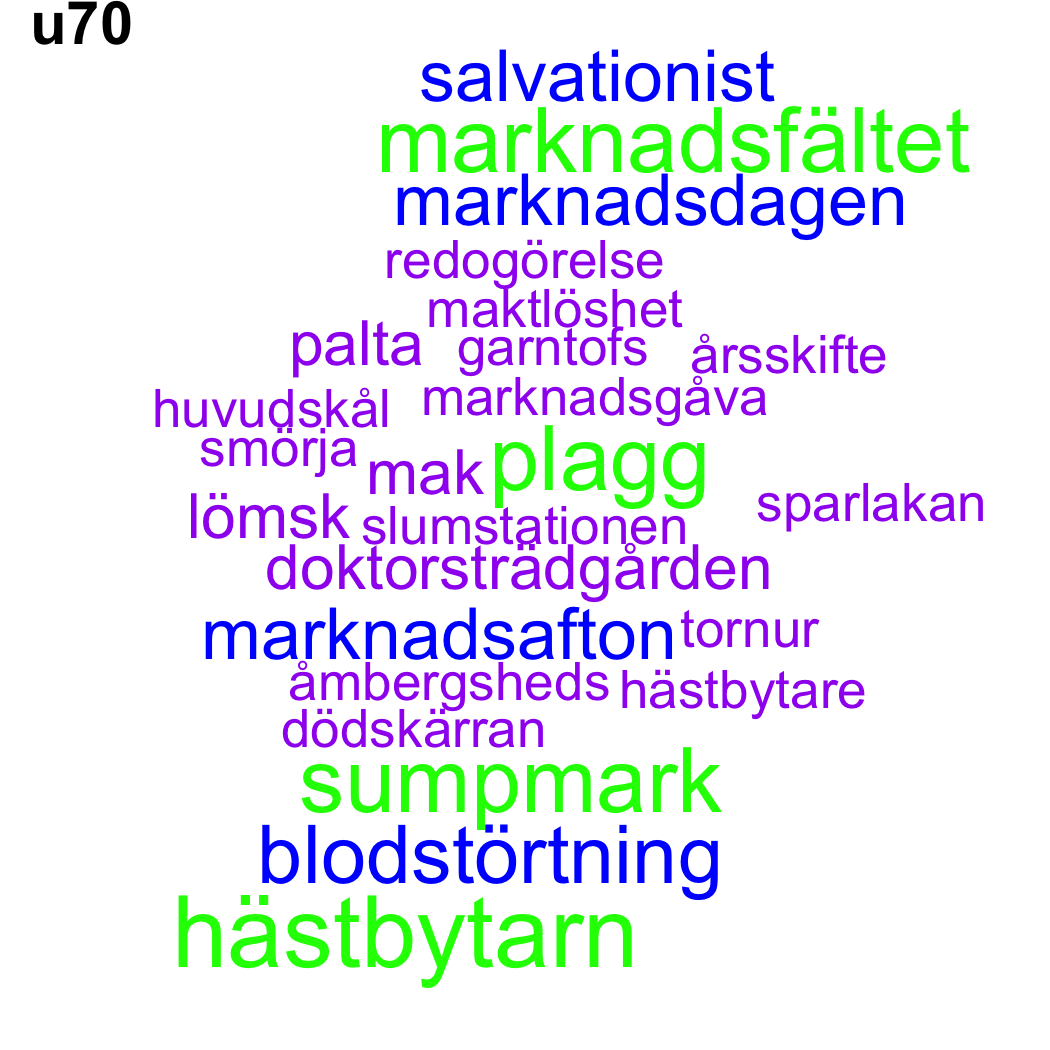 u70
salvationist
marknadsfältet
marknadsdagen
redogörelse
maktlöshet
palta garntofs årsskifte
huvudskål marknadsgåva
smörja mak plagg
lömsk slumstationen sparlakan
doktorsträdgården
marknadsafton tornur
åmbergsheds hästbytare
dödskärran
sumpmark
blodstörtning
hästbytarn